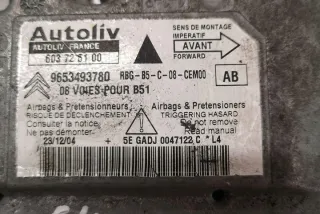 Autoliv
AUTOLIV FRANCE
603 72 51 00
SENS DE MONTAGE
IMPERATIF
AVANT
FORWARD
9653493780
RBG-B5-C-08-CEM00
AB
08 VOIES POUR B51
Airbags & Pretensionneurs
RISQUE DE DECLENCHEMENT
Consulter la notice
Ne pas démonter
Airbags & Pretensioners
TRIGGERING HASARD
Do not remove
Read manual
23/12/04 * 5E GADJ 0047122 C * L4